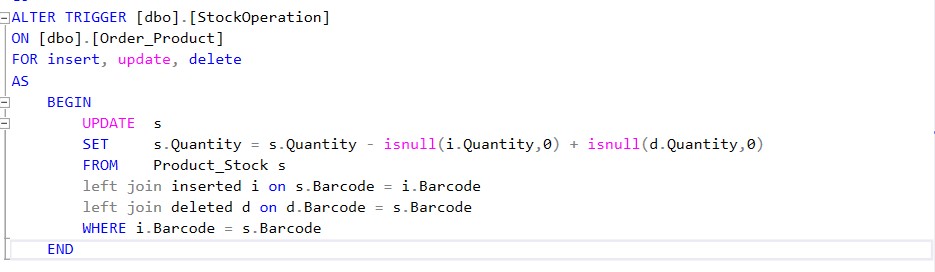 ALTER TRIGGER [dbo].[StockOperation]
ON [dbo].[Order_Product]
FOR insert, update, delete
AS
BEGIN
UPDATE s
SET s.Quantity = s.Quantity - isnull(i.Quantity,0) + isnull(d.Quantity,0)
FROM Product_Stock s
left join inserted i on s.Barcode = i.Barcode
left join deleted d on d.Barcode = s.Barcode
WHERE i.Barcode = s.Barcode
END